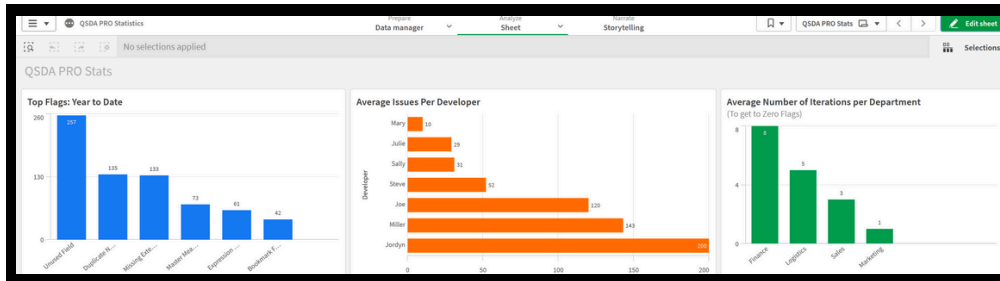 QSDA PRO Statistics
Prepare
Data manager
Analyze
Sheet
Narrate
Storytelling
QSDA PRO Stats
Edit sheet
No selections applied
Selections
QSDA PRO Stats
Top Flags: Year to Date
260
257
135
133
130
73
61
42
0
Unused Field
Duplicate N...
Missing Exte...
Master Mea...
Expression ...
Bookmark F...
Average Issues Per Developer
Developer
Mary 10
Julie 29
Sally 31
Steve 52
Joe 120
Miller 143
Jordyn 200
0 50 100 150 200
Average Number of Iterations per Department
(To get to Zero Flags)
8
8
5
4
3
1
0
Finance
Logistics
Sales
Marketing